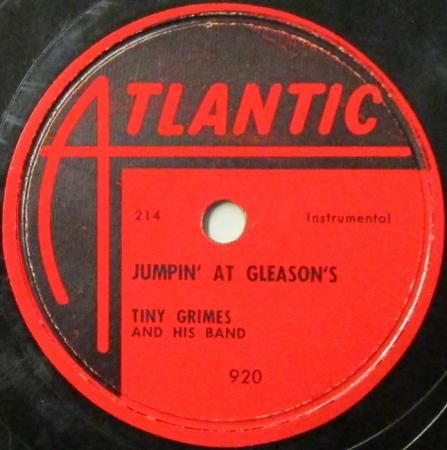 ATLANTIC
214 Instrumental
JUMPIN' AT GLEASON'S
TINY GRIMES
AND HIS BAND
920